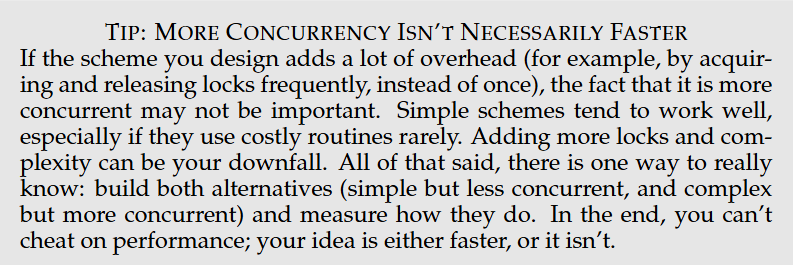 TIP: MORE CONCURRENCY ISN'T NECESSARILY FASTER
If the scheme you design adds a lot of overhead (for example, by acquir-
ing and releasing locks frequently, instead of once), the fact that it is more
concurrent may not be important. Simple schemes tend to work well,
especially if they use costly routines rarely. Adding more locks and com-
plexity can be your downfall. All of that said, there is one way to really
know: build both alternatives (simple but less concurrent, and complex
but more concurrent) and measure how they do. In the end, you can't
cheat on performance; your idea is either faster, or it isn't.